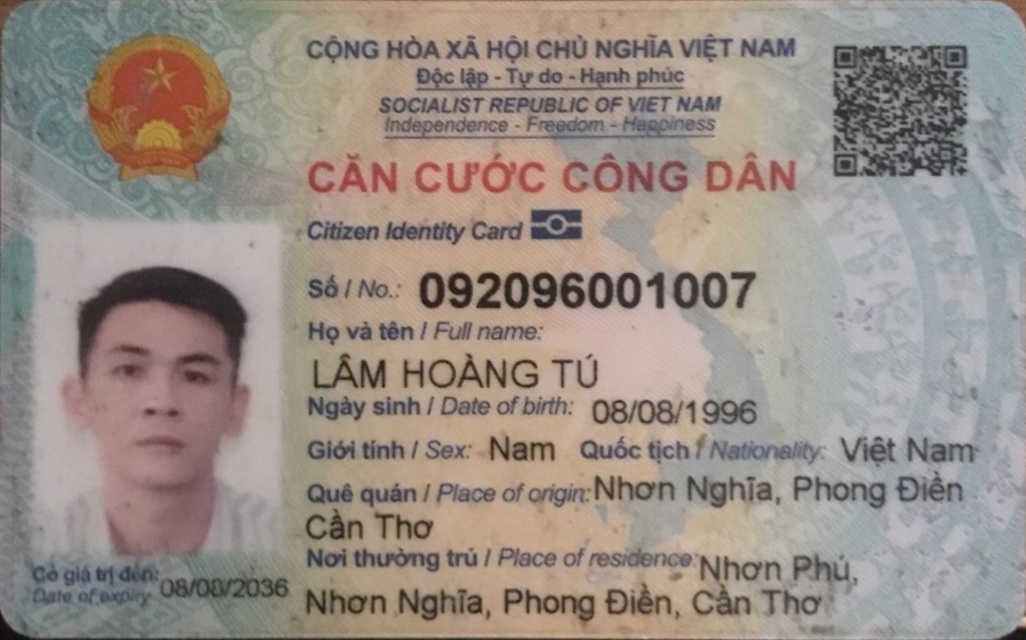 CỘNG HÒA XÃ HỘI CHỦ NGHĨA VIỆT NAM
Độc lập - Tự do - Hạnh phúc
SOCIALIST REPUBLIC OF VIET NAM
Independence - Freedom - Happiness
CĂN CƯỚC CÔNG DÂN
Citizen Identity Card
Số / No.: 092096001007
Họ và tên / Full name:
LÂM HOÀNG TÚ
Ngày sinh / Date of birth: 08/08/1996
Giới tính / Sex: Nam Quốc tịch / Nationality: Việt Nam
Quê quán / Place of origin: Nhơn Nghĩa, Phong Điền
Cần Thơ
Nơi thường trú / Place of residence: Nhơn Phú,
Nhơn Nghĩa, Phong Điền, Cần Thơ
Có giá trị đến: 08/08/2036
Date of expiry